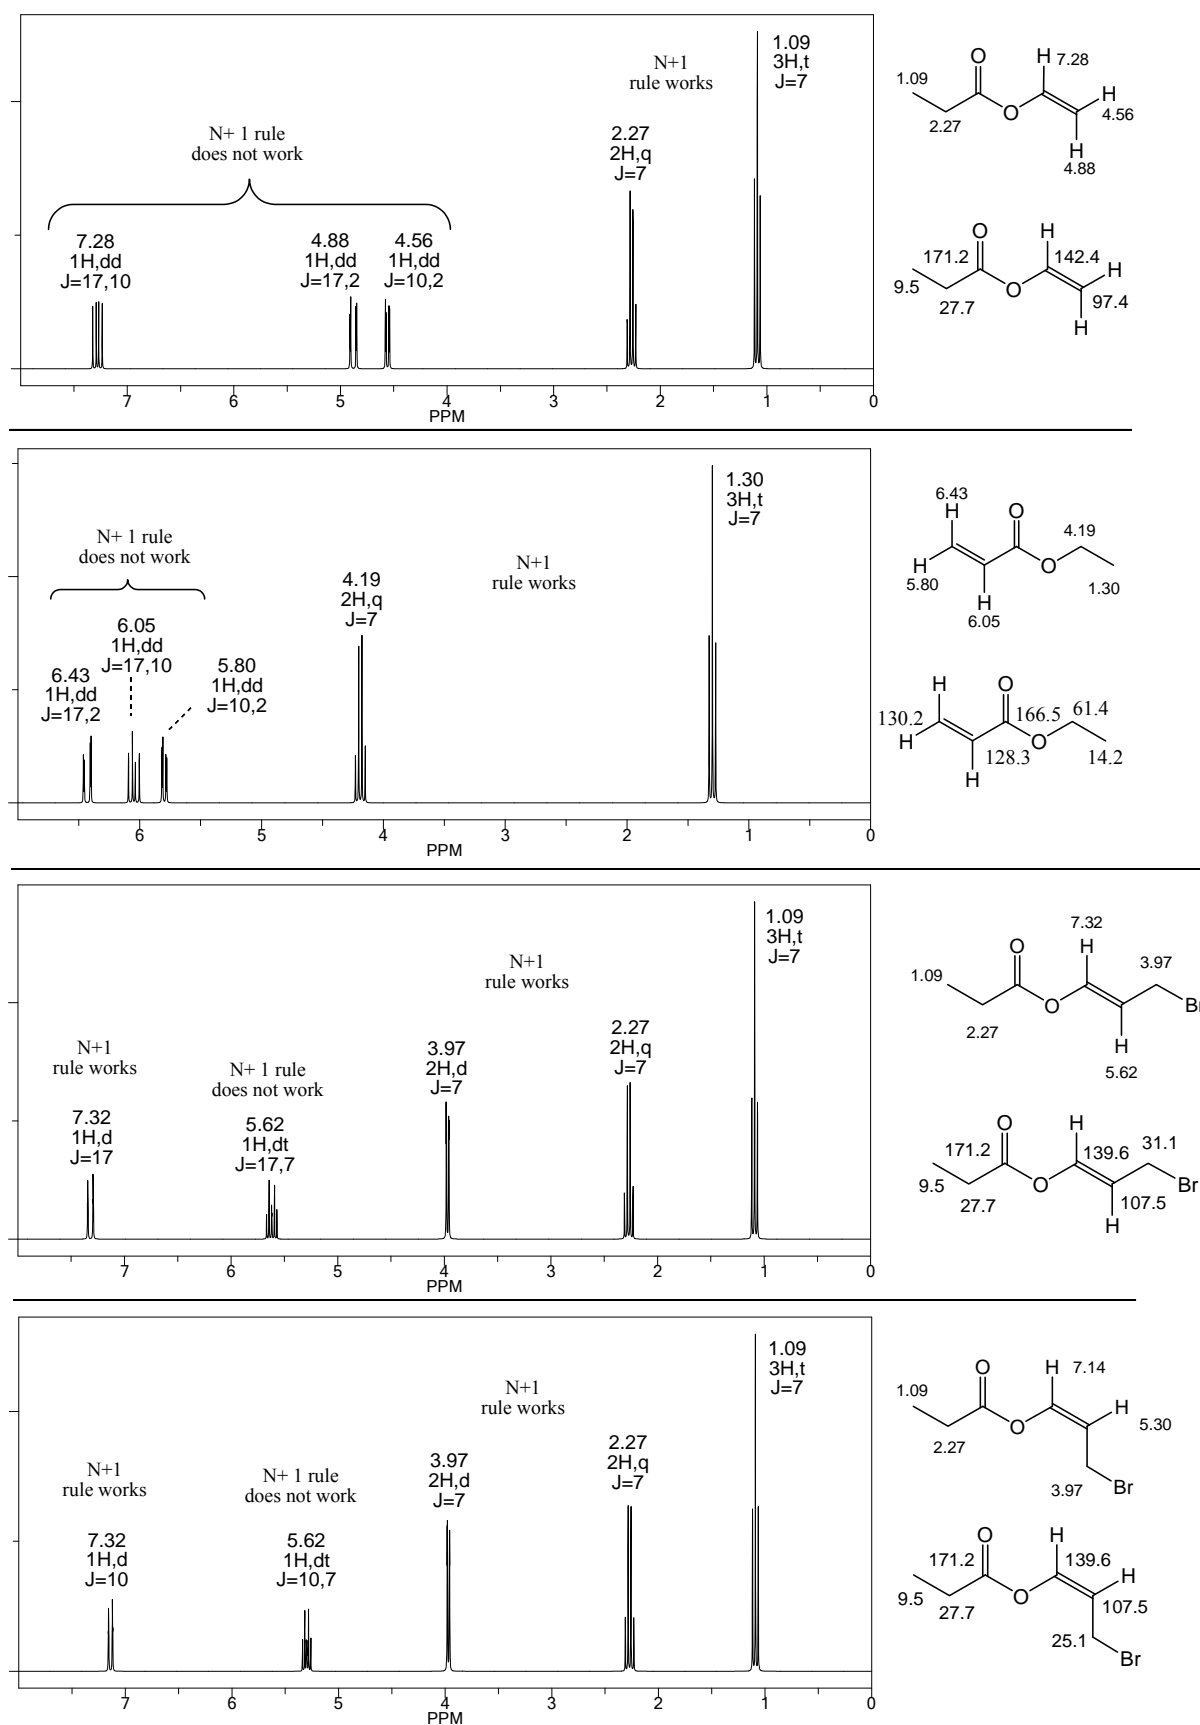 1.09
3H,t
J=7
N+1
rule works
N+ 1 rule
does not work
2.27
2H,q
J=7
7.28
1H,dd
J=17,10
4.88
1H,dd
J=17,2
4.56
1H,dd
J=10,2
7 6 5 4 3 2 1 0
PPM
O
H 7.28
1.09
H
O
4.56
2.27
H
4.88
O
H
171.2
142.4
H
9.5
O
97.4
27.7
H
1.30
3H,t
J=7
N+ 1 rule
does not work
N+1
rule works
4.19
2H,q
J=7
6.05
1H,dd
J=17,10
6.43
1H,dd
J=17,2
5.80
1H,dd
J=10,2
6 5 4 3 2 1 0
PPM
6.43
H
O
4.19
H
O
5.80
H
1.30
6.05
H
O
130.2
166.5
61.4
H
O
128.3
14.2
H
1.09
3H,t
J=7
N+1
rule works
2.27
2H,q
J=7
N+1
rule works
N+ 1 rule
does not work
3.97
2H,d
J=7
7.32
1H,d
J=17
5.62
1H,dt
J=17,7
7 6 5 4 3 2 1 0
PPM
7.32
O
H
3.97
1.09
O
Br
2.27
H
5.62
O
H
31.1
171.2
139.6
9.5
O
Br
27.7
107.5
H
1.09
3H,t
J=7
N+1
rule works
2.27
2H,q
J=7
3.97
2H,d
J=7
N+1
rule works
N+ 1 rule
does not work
7.32
1H,d
J=10
5.62
1H,dt
J=10,7
7 6 5 4 3 2 1 0
PPM
O
H 7.14
1.09
H
O
5.30
2.27
3.97
Br
O
H
171.2
139.6
H
9.5
O
107.5
27.7
25.1
Br